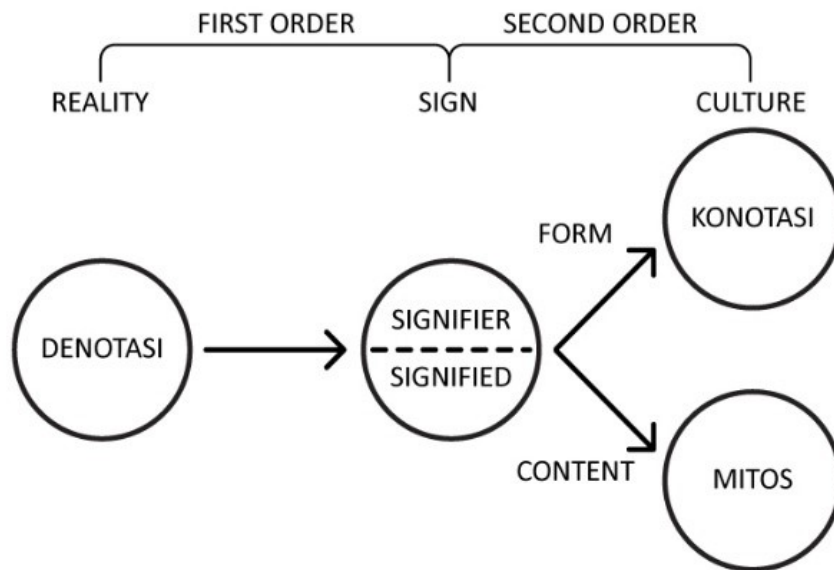 FIRST ORDER SECOND ORDER
REALITY SIGN CULTURE
KONOTASI
FORM
SIGNIFIER
DENOTASI
SIGNIFIED
CONTENT
MITOS